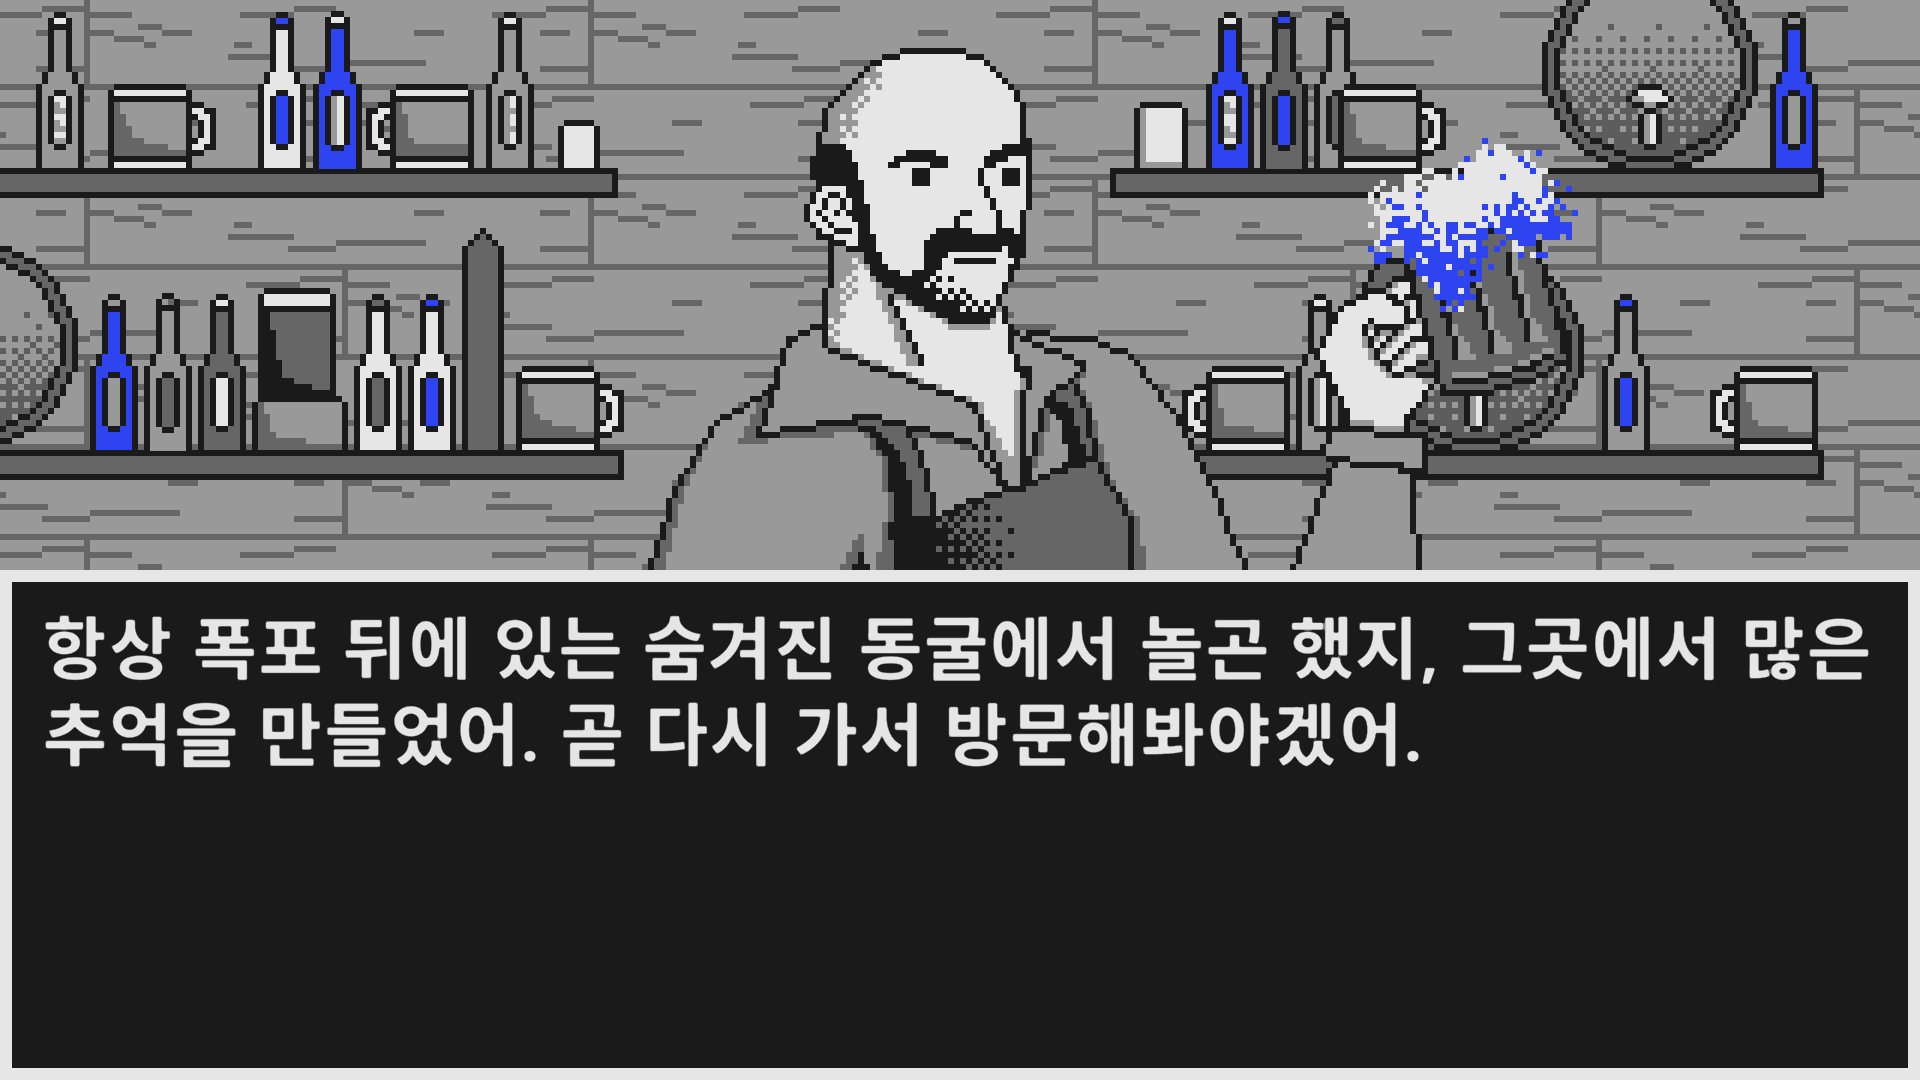 항상 폭포 뒤에 있는 숨겨진 동굴에서 놀곤 했지, 그곳에서 많은
추억을 만들었어. 곧 다시 가서 방문해봐야겠어.